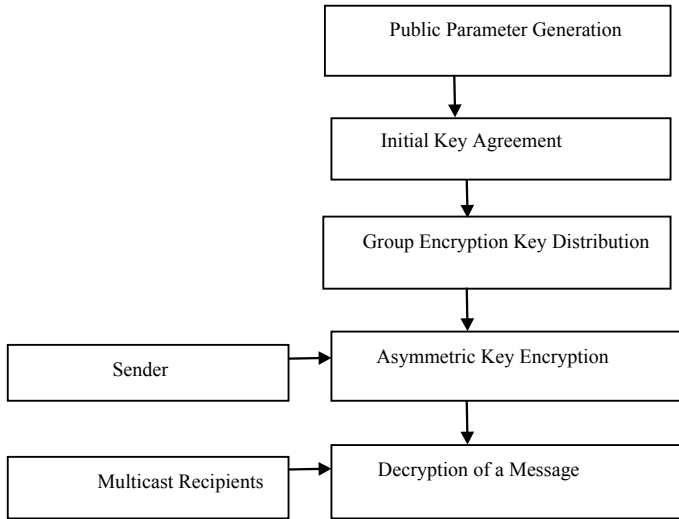 Public Parameter Generation
Initial Key Agreement
Group Encryption Key Distribution
Asymmetric Key Encryption
Sender
Decryption of a Message
Multicast Recipients